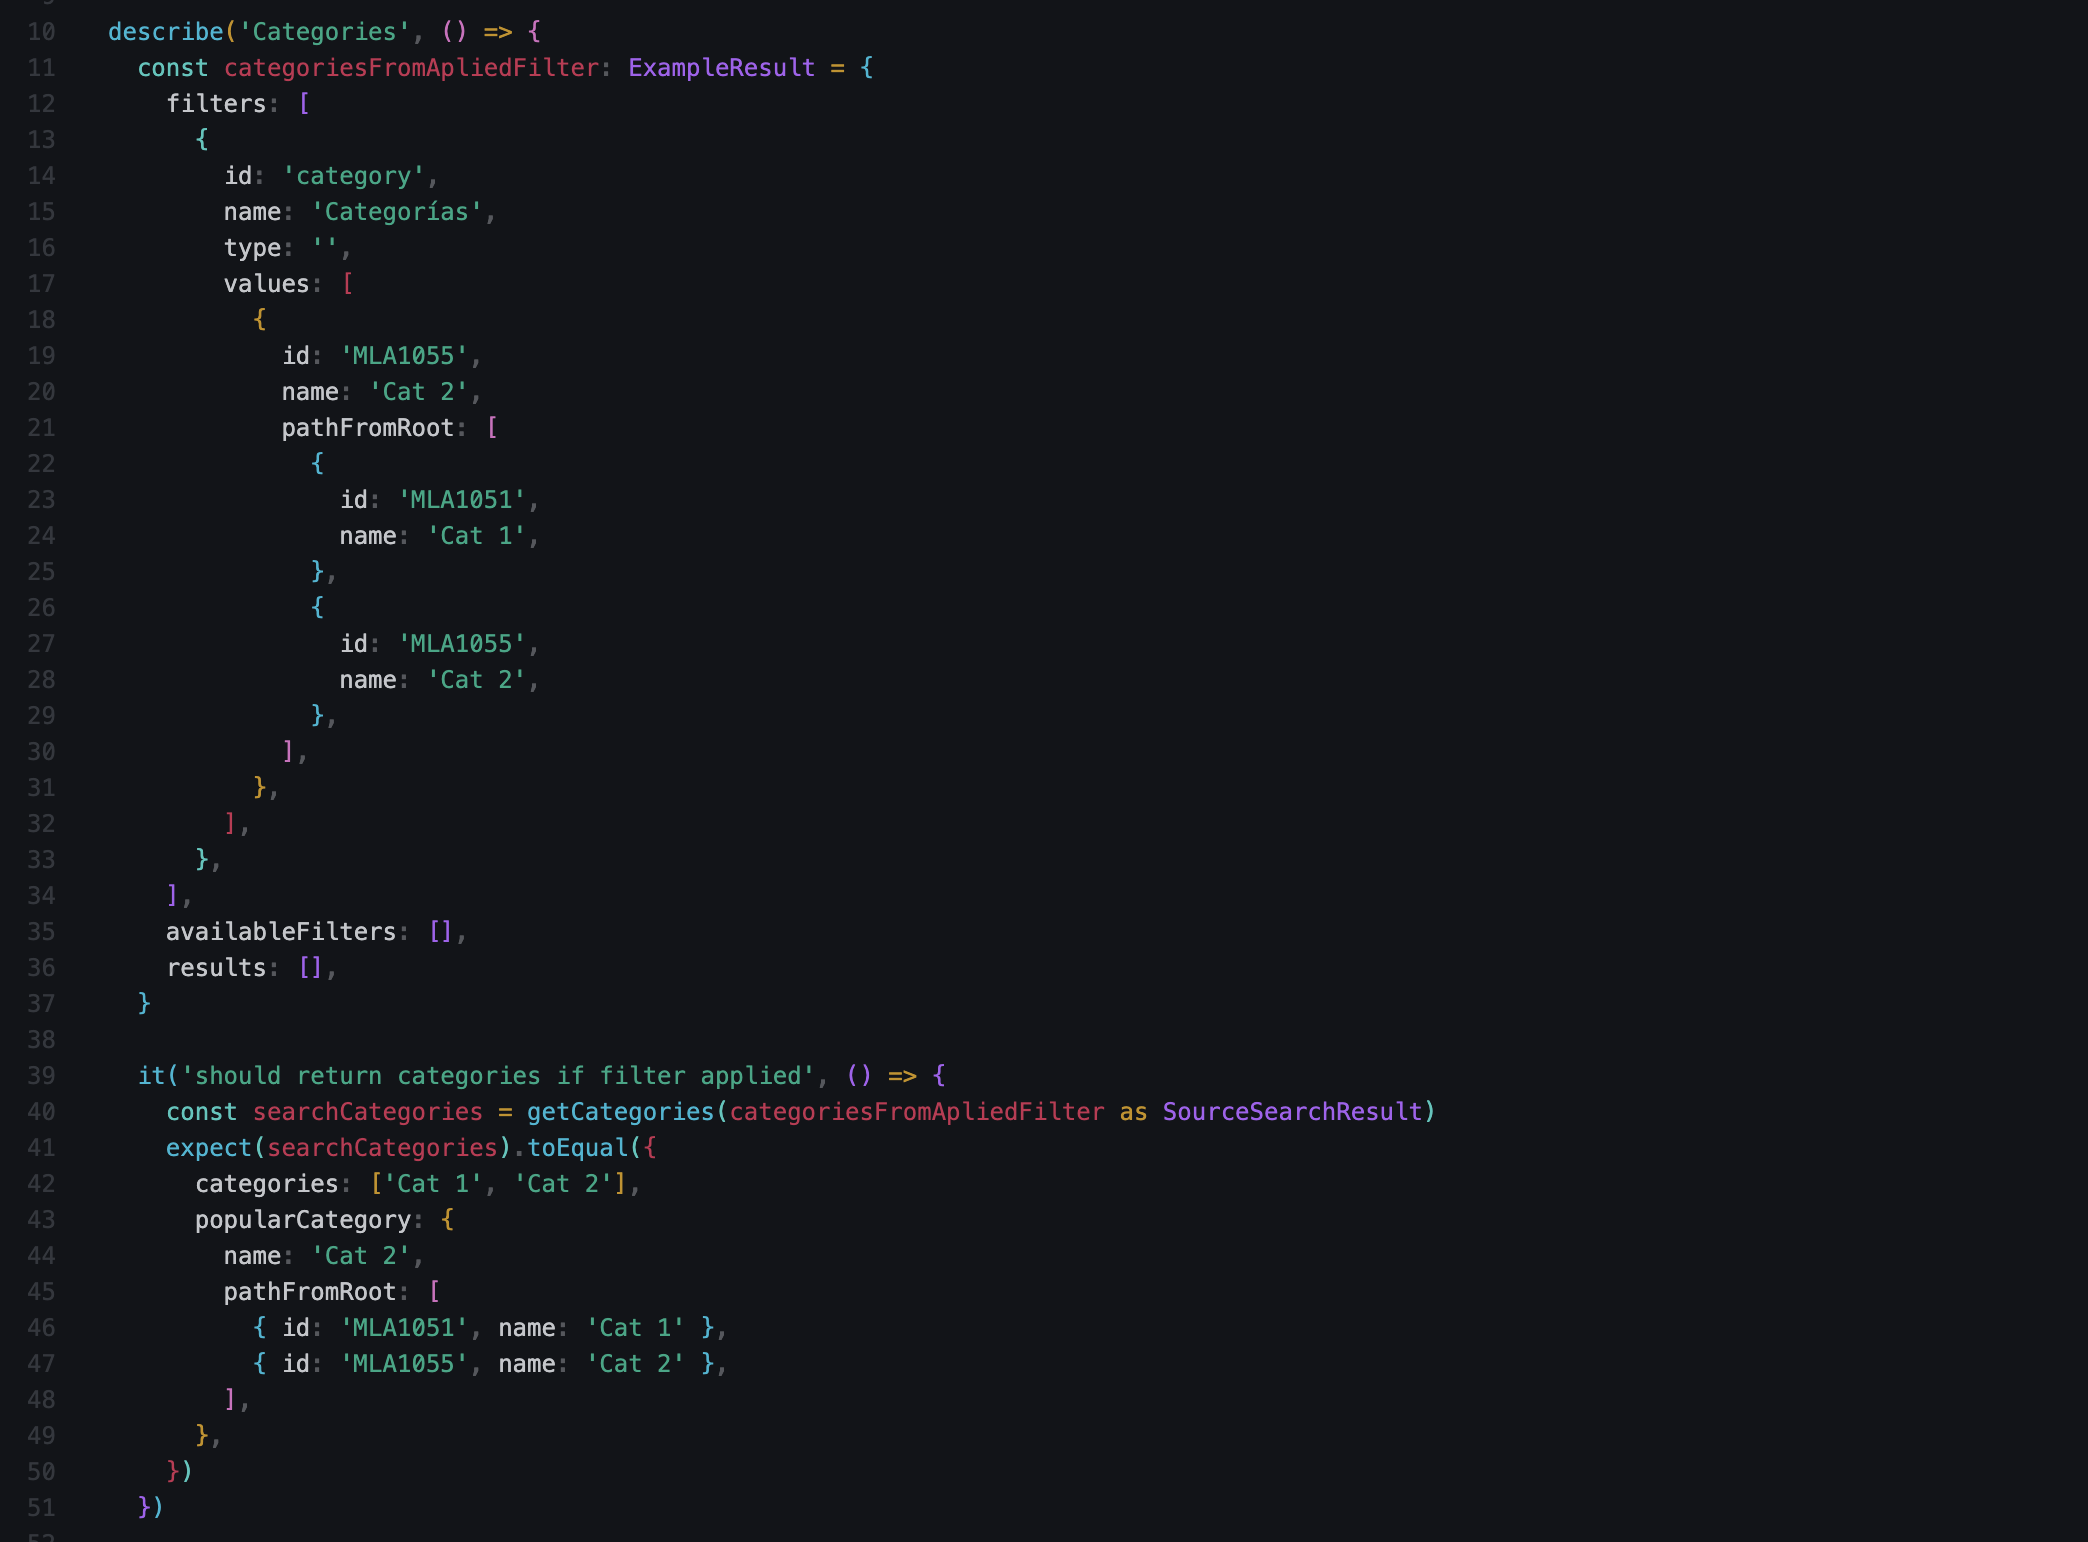 10 describe('Categories', () => {
11 const categoriesFromApliedFilter: ExampleResult = {
12 filters: [
13 {
14 id: 'category',
15 name: 'Categorías',
16 type: '',
17 values: [
18 {
19 id: 'MLA1055',
20 name: 'Cat 2',
21 pathFromRoot: [
22 {
23 id: 'MLA1051',
24 name: 'Cat 1',
25 },
26 {
27 id: 'MLA1055',
28 name: 'Cat 2',
29 },
30 ],
31 },
32 ],
33 },
34 ],
35 availableFilters: [],
36 results: [],
37 }
38
39 it('should return categories if filter applied', () => {
40 const searchCategories = getCategories(categoriesFromApliedFilter as SourceSearchResult)
41 expect(searchCategories).toEqual({
42 categories: ['Cat 1', 'Cat 2'],
43 popularCategory: {
44 name: 'Cat 2',
45 pathFromRoot: [
46 { id: 'MLA1051', name: 'Cat 1' },
47 { id: 'MLA1055', name: 'Cat 2' },
48 ],
49 },
50 })
51 })